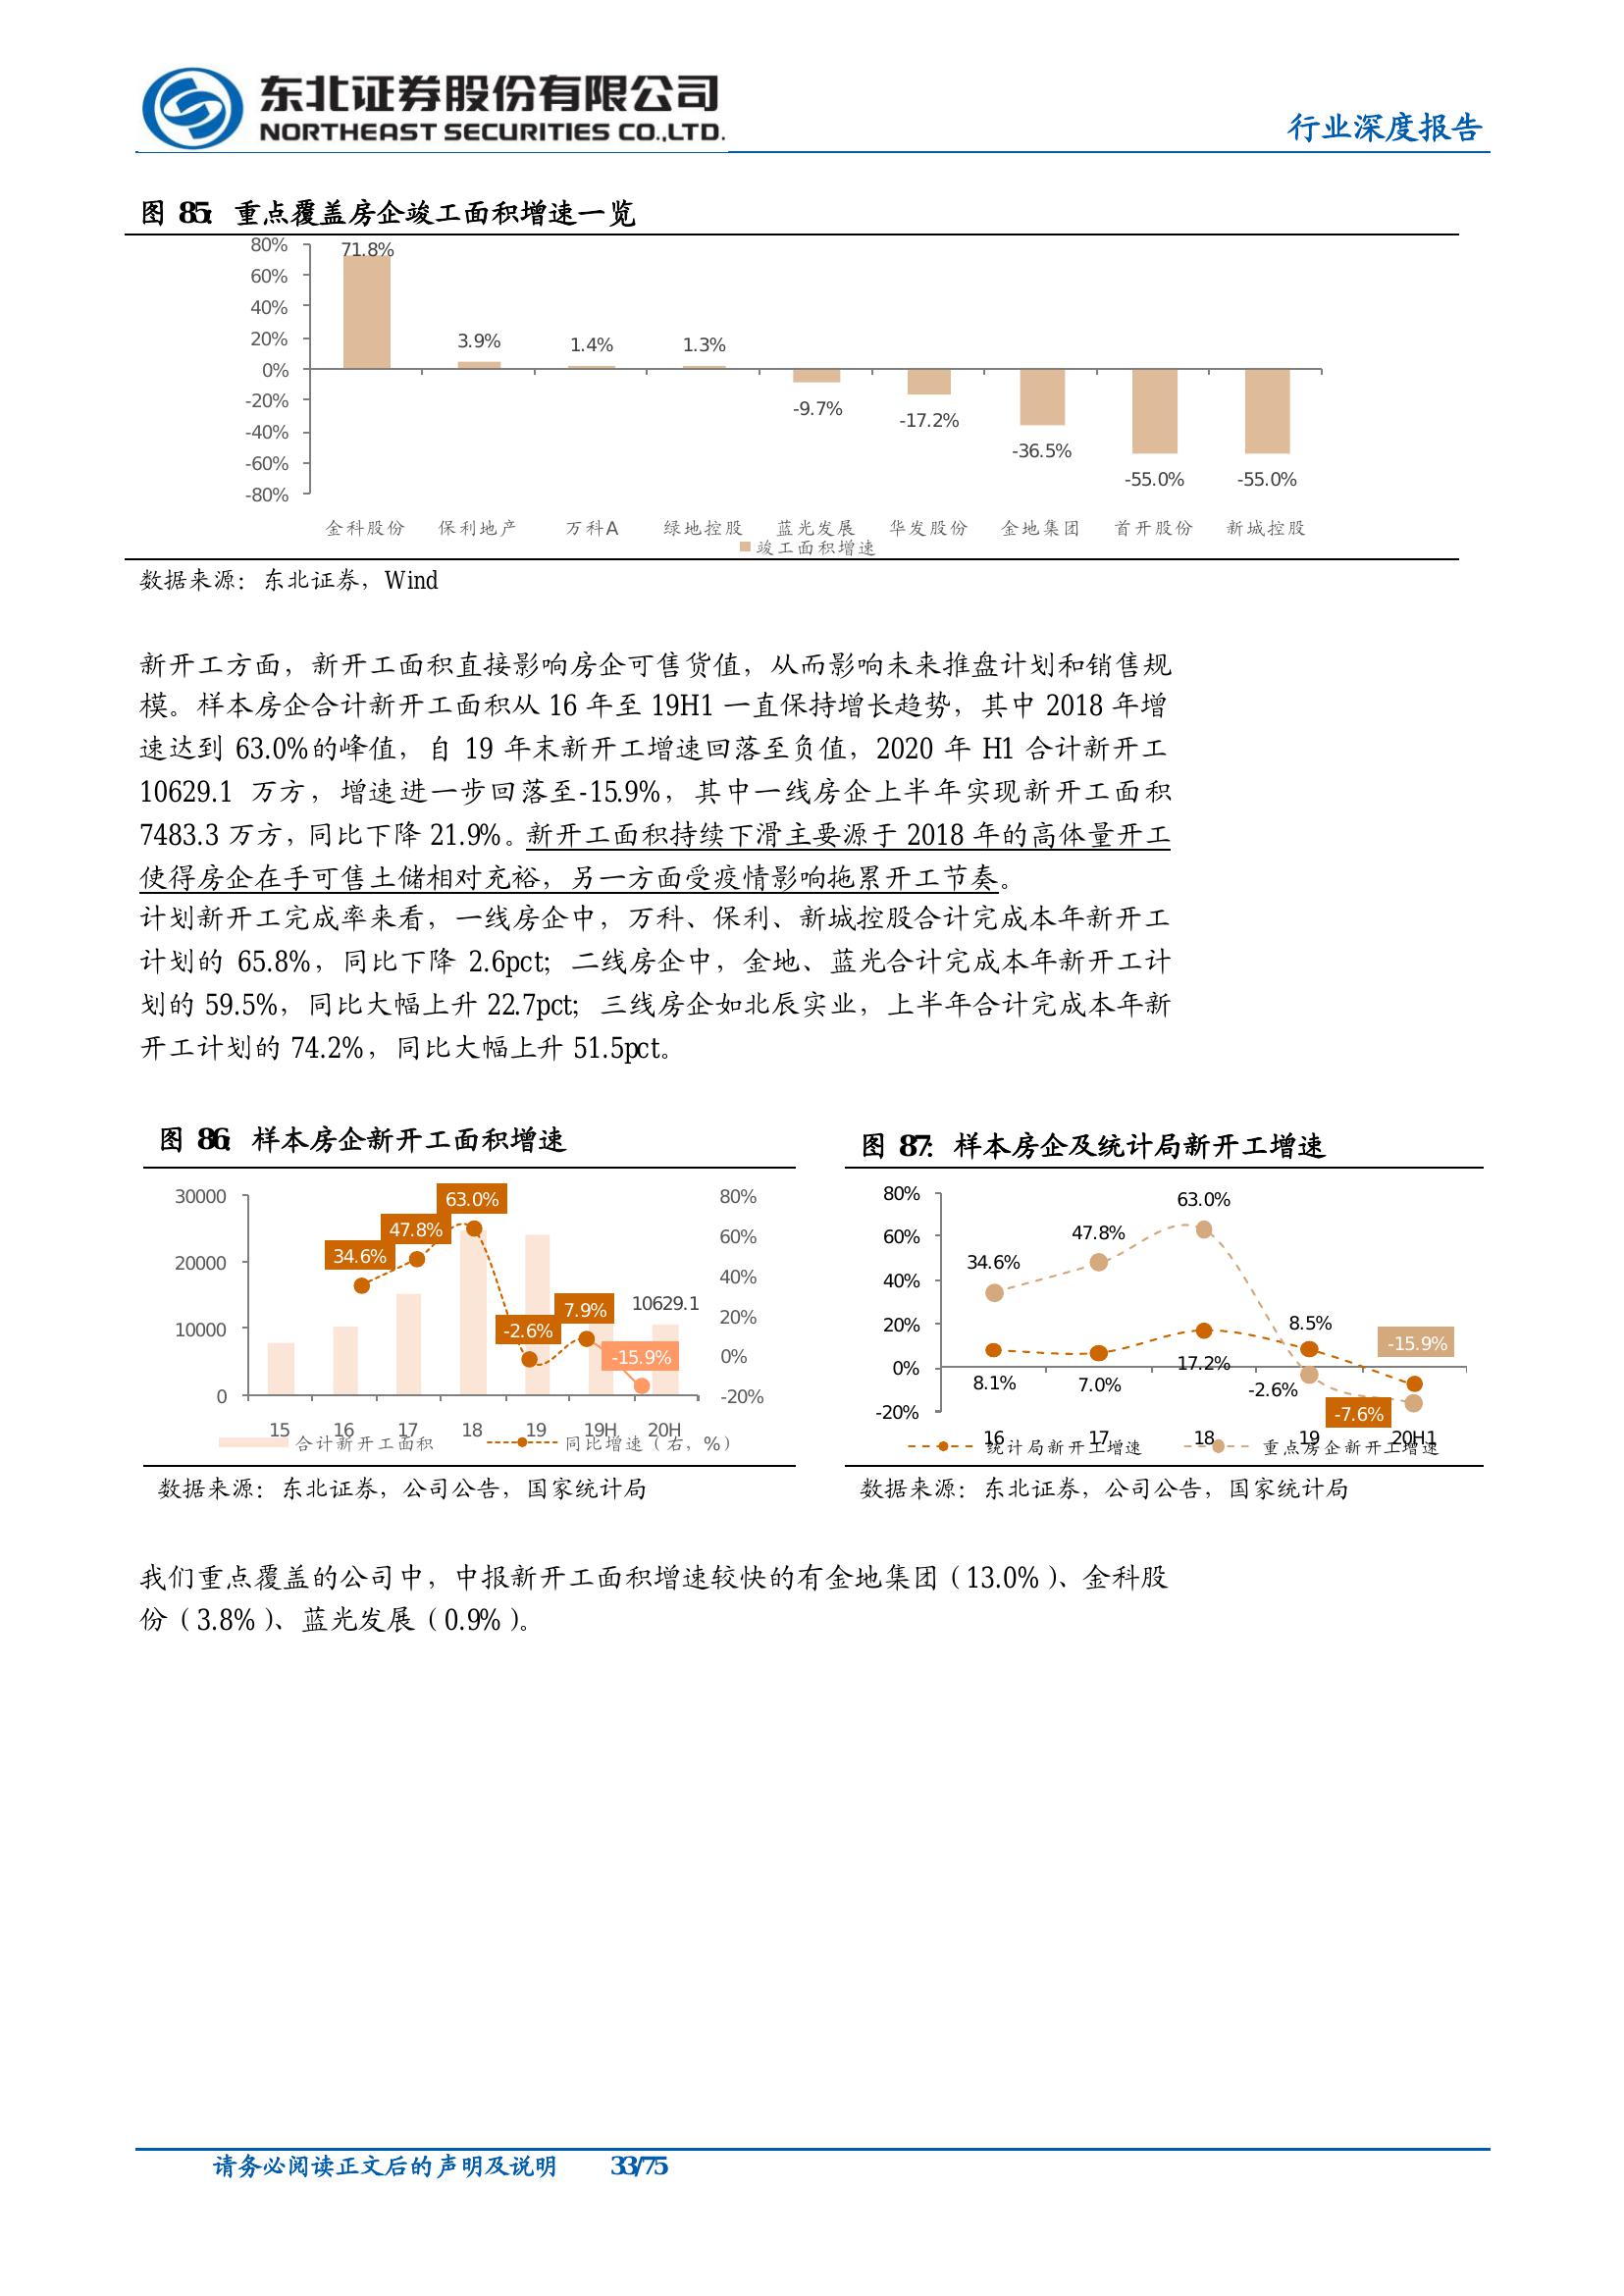 东北证券股份有限公司
NORTHEAST SECURITIES CO.,LTD.
行业深度报告
图 85：重点覆盖房企竣工面积增速一览
80%
60%
40%
20%
0%
-20%
-40%
-60%
-80%
71.8%
3.9%
1.4%
1.3%
-9.7%
-17.2%
-36.5%
-55.0%
-55.0%
金科股份 保利地产 万科A 绿地控股 蓝光发展 华发股份 金地集团 首开股份 新城控股
竣工面积增速
数据来源：东北证券，Wind
新开工方面，新开工面积直接影响房企可售货值，从而影响未来推盘计划和销售规
模。样本房企合计新开工面积从 16 年至 19H1 一直保持增长趋势，其中 2018 年增
速达到 63.0%的峰值，自 19 年末新开工增速回落至负值，2020 年 H1 合计新开工
10629.1 万方，增速进一步回落至-15.9%，其中一线房企上半年实现新开工面积
7483.3 万方，同比下降 21.9%。新开工面积持续下滑主要源于 2018 年的高体量开工
使得房企在手可售土储相对充裕，另一方面受疫情影响拖累开工节奏。
计划新开工完成率来看，一线房企中，万科、保利、新城控股合计完成本年新开工
计划的 65.8%，同比下降 2.6pct；二线房企中，金地、蓝光合计完成本年新开工计
划的 59.5%，同比大幅上升 22.7pct；三线房企如北辰实业，上半年合计完成本年新
开工计划的 74.2%，同比大幅上升 51.5pct。
图 86：样本房企新开工面积增速
30000
20000
10000
0
80%
60%
40%
20%
0%
-20%
34.6%
47.8%
63.0%
-2.6%
7.9%
-15.9%
10629.1
15 16 17 18 19 19H 20H
合计新开工面积 同比增速（右，%）
数据来源：东北证券，公司公告，国家统计局
图 87：样本房企及统计局新开工增速
80%
60%
40%
20%
0%
-20%
34.6%
47.8%
63.0%
-2.6%
-15.9%
8.1%
7.0%
17.2%
8.5%
-7.6%
16 17 18 19 20H1
统计局新开工增速 重点房企新开工增速
数据来源：东北证券，公司公告，国家统计局
我们重点覆盖的公司中，中报新开工面积增速较快的有金地集团（13.0%）、金科股
份（3.8%）、蓝光发展（0.9%）。
请务必阅读正文后的声明及说明 33/75